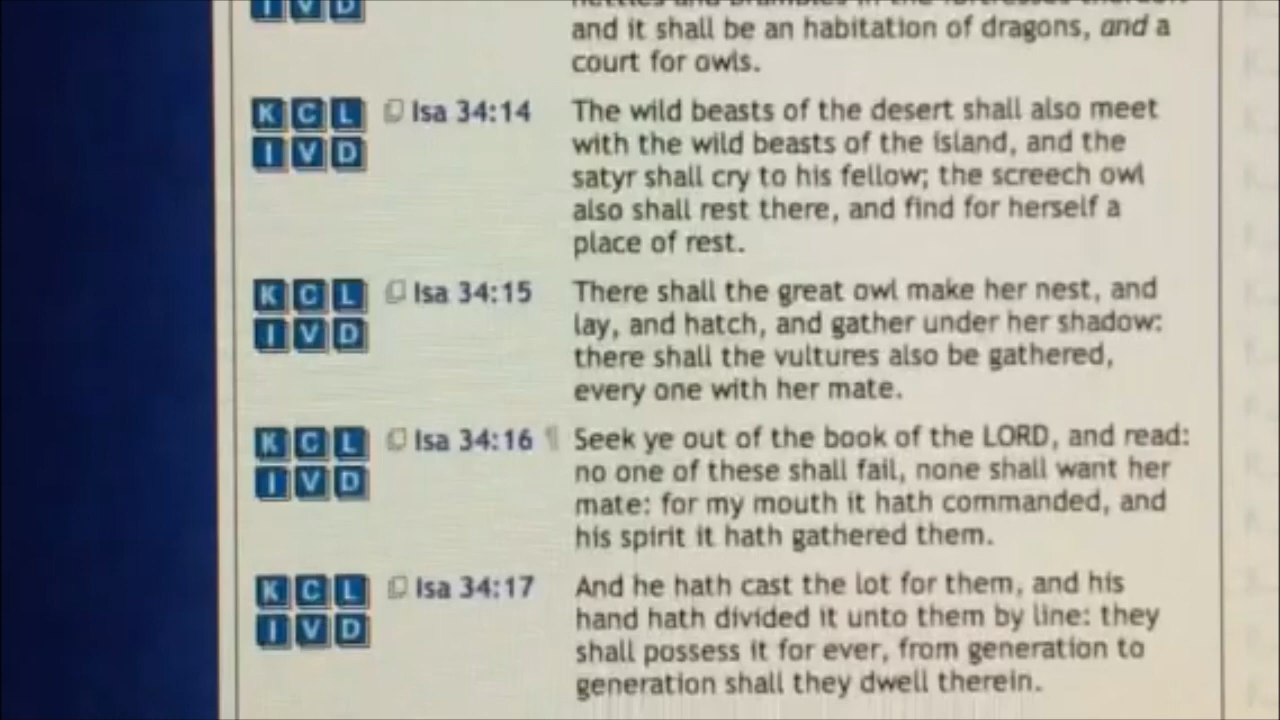 I V D
and it shall be an habitation of dragons, and a
court for owls.
K C L
I V D
Isa 34:14
The wild beasts of the desert shall also meet
with the wild beasts of the island, and the
satyr shall cry to his fellow; the screech owl
also shall rest there, and find for herself a
place of rest.
K C L
I V D
Isa 34:15
There shall the great owl make her nest, and
lay, and hatch, and gather under her shadow:
there shall the vultures also be gathered,
every one with her mate.
K C L
I V D
Isa 34:16 ¶
Seek ye out of the book of the LORD, and read:
no one of these shall fail, none shall want her
mate: for my mouth it hath commanded, and
his spirit it hath gathered them.
K C L
I V D
Isa 34:17
And he hath cast the lot for them, and his
hand hath divided it unto them by line: they
shall possess it for ever, from generation to
generation shall they dwell therein.